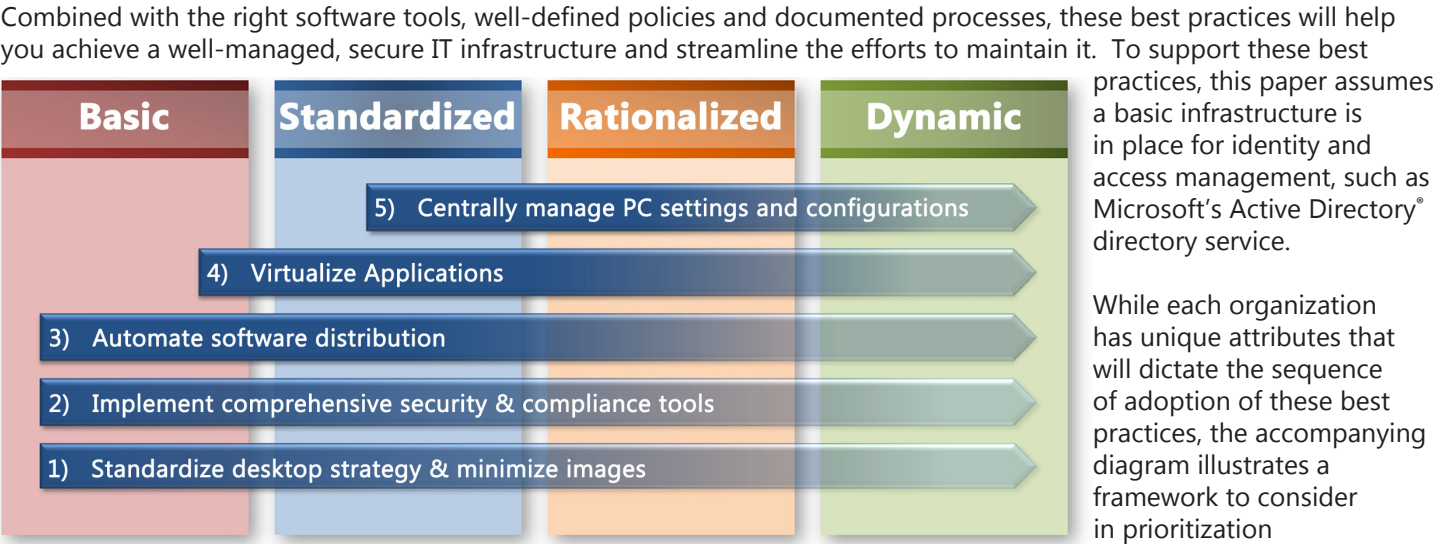 Combined with the right software tools, well-defined policies and documented processes, these best practices will help
you achieve a well-managed, secure IT infrastructure and streamline the efforts to maintain it.  To support these best
practices, this paper assumes
a basic infrastructure is
in place for identity and
access management, such as
Microsoft's Active Directory®
directory service.
While each organization
has unique attributes that
will dictate the sequence
of adoption of these best
practices, the accompanying
diagram illustrates a
framework to consider
in prioritization
Basic
Standardized
Rationalized
Dynamic
5) Centrally manage PC settings and configurations
4) Virtualize Applications
3) Automate software distribution
2) Implement comprehensive security & compliance tools
1) Standardize desktop strategy & minimize images